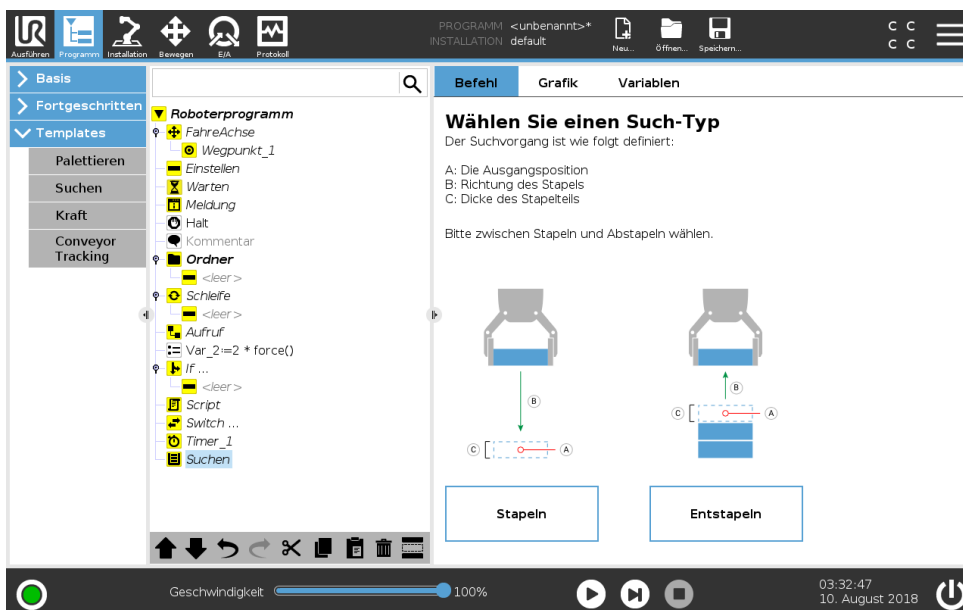 UR
PROGRAMM <unbenannt>*
INSTALLATION default
C C
C C
Ausführen Programm Installation Bewegen E/A Protokoll Neu... Öffnen... Speichern...
Basis
Fortgeschritten
Templates
Palettieren
Suchen
Kraft
Conveyor
Tracking
Roboterprogramm
FahreAchse
Wegpunkt_1
Einstellen
Warten
Meldung
Halt
Kommentar
Ordner
<leer>
Schleife
<leer>
Aufruf
Var_2:=2 * force()
If ...
<leer>
Script
Switch ...
Timer_1
Suchen
Befehl Grafik Variablen
Wählen Sie einen Such-Typ
Der Suchvorgang ist wie folgt definiert:
A: Die Ausgangsposition
B: Richtung des Stapels
C: Dicke des Stapelteils
Bitte zwischen Stapeln und Abstapeln wählen.
B
C A
B
C A
Stapeln Entstapeln
Geschwindigkeit 100%
03:32:47
10. August 2018